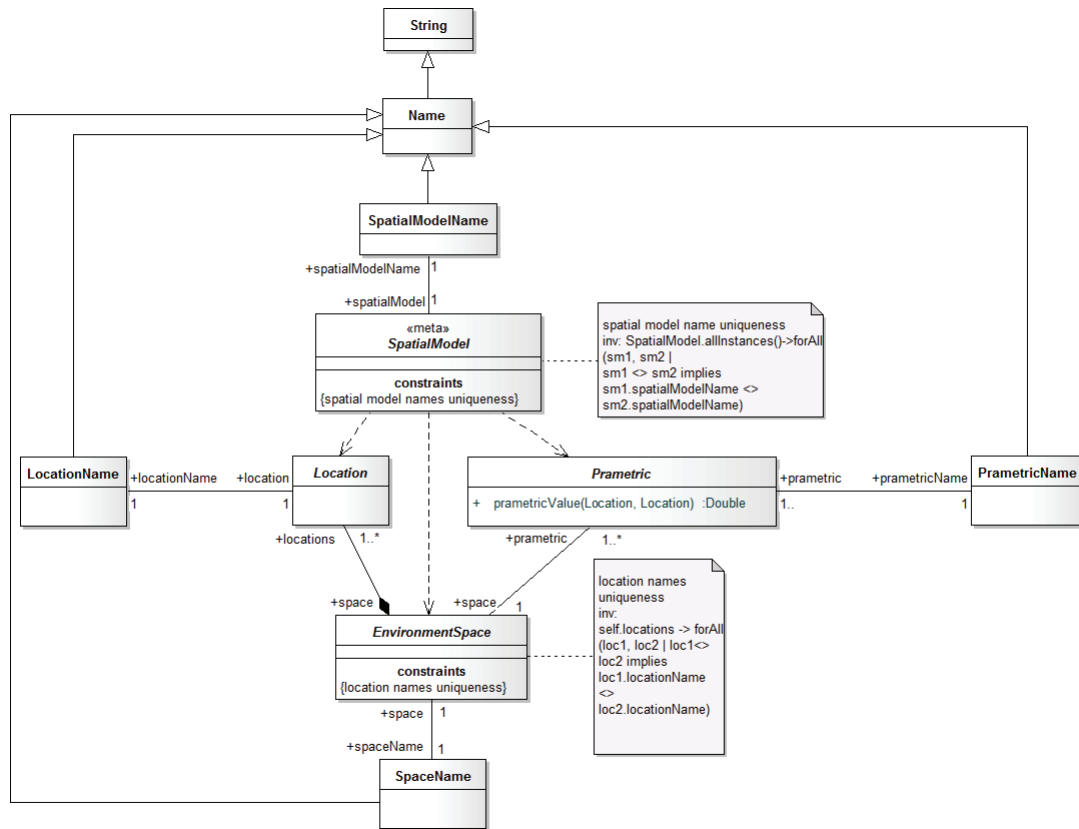 String
Name
SpatialModelName
+spatialModelName
1
+spatialModel
1
«meta»
SpatialModel
constraints
{spatial model names uniqueness}
spatial model name uniqueness
inv: SpatialModel.allInstances()->forAll
(sm1, sm2 |
sm1 <> sm2 implies
sm1.spatialModelName <>
sm2.spatialModelName)
LocationName
+locationName
1
+location
1
Location
Prametric
+ prametricValue(Location, Location) :Double
+prametric
1..
+prametricName
1
PrametricName
+locations
1..*
+prametric
1..*
+space
+space
1
EnvironmentSpace
constraints
{location names uniqueness}
location names
uniqueness
inv:
self.locations -> forAll
(loc1, loc2 | loc1<>
loc2 implies
loc1.locationName
<>
loc2.locationName)
+space
1
+spaceName
1
SpaceName